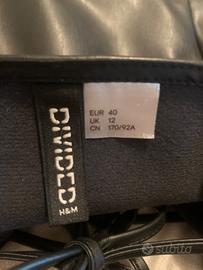 DIVIDED
H&M
EUR 40
UK 12
CN 170/92A
subito